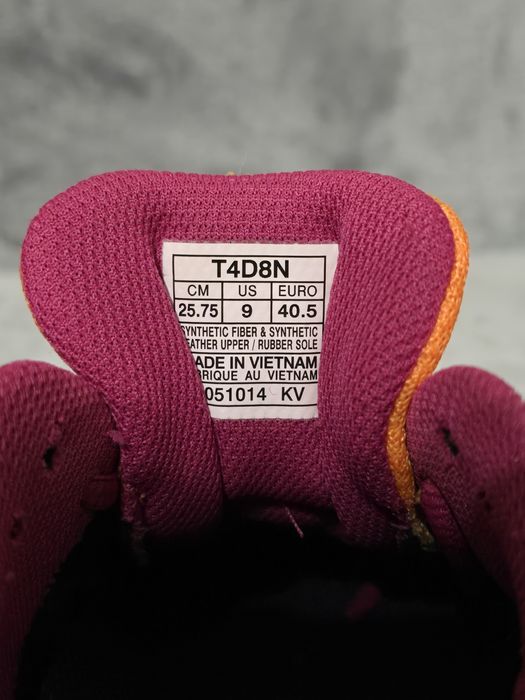 T4D8N
CM US EURO
25.75 9 40.5
SYNTHETIC FIBER & SYNTHETIC
EATHER UPPER / RUBBER SOLE
ADE IN VIETNAM
BRIQUE AU VIETNAM
051014 KV